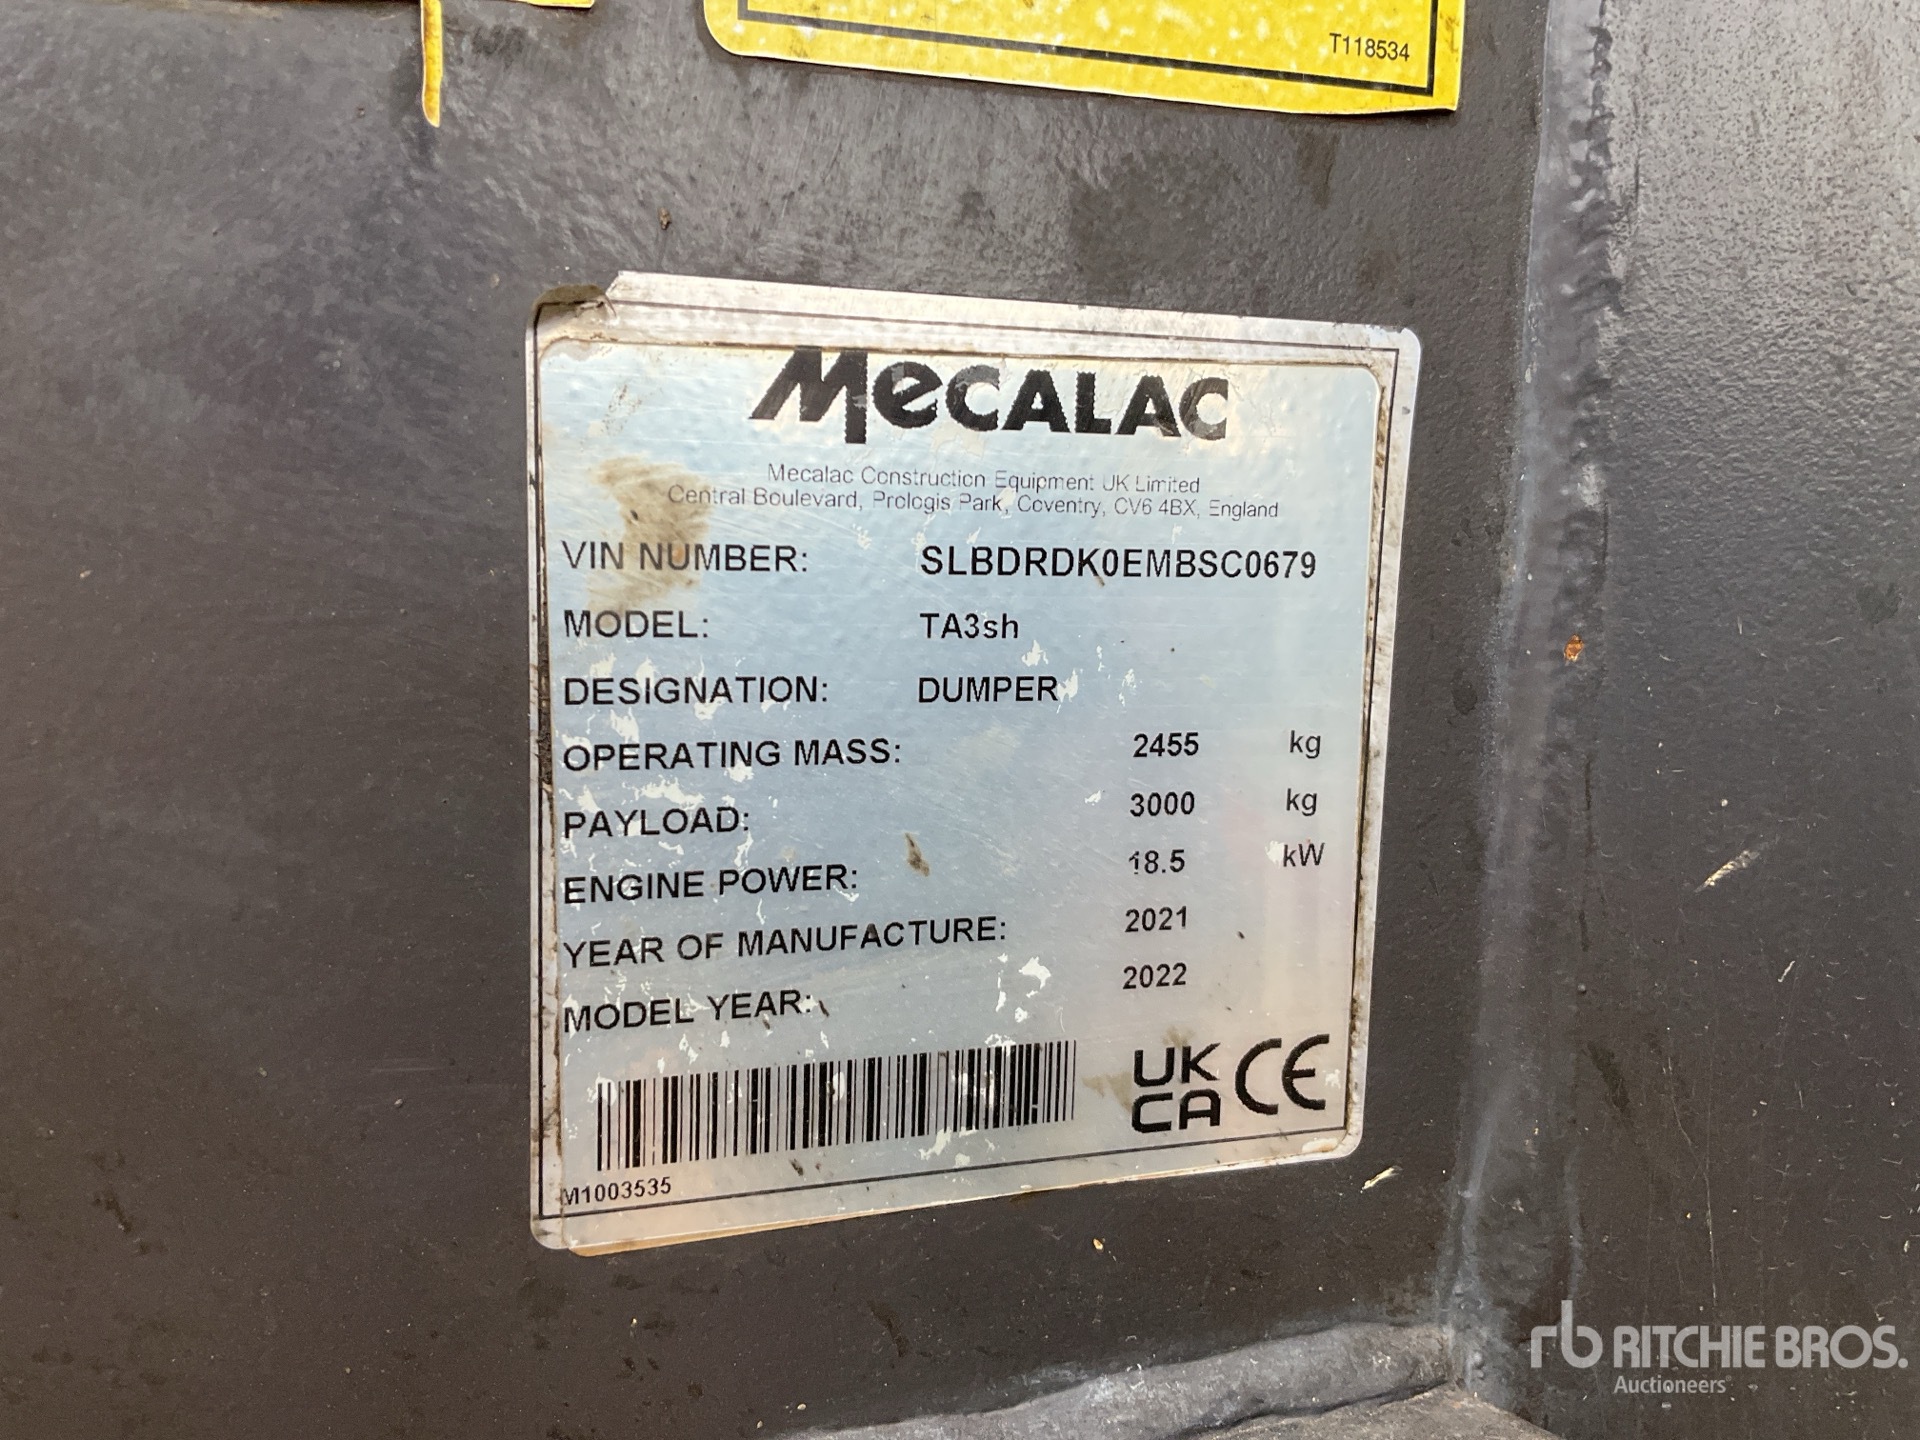 T118534
MECALAC
Mecalac Construction Equipment UK Limited
Central Boulevard, Prologis Park, Coventry, CV6 4BX, England
VIN NUMBER: SLBDRDK0EMBSC0679
MODEL: TA3sh
DESIGNATION: DUMPER
OPERATING MASS: 2455 kg
PAYLOAD: 3000 kg
ENGINE POWER: 18.5 kW
YEAR OF MANUFACTURE: 2021
MODEL YEAR: 2022
UK
CA CE
M1003535
rb RITCHIE BROS.
Auctioneers